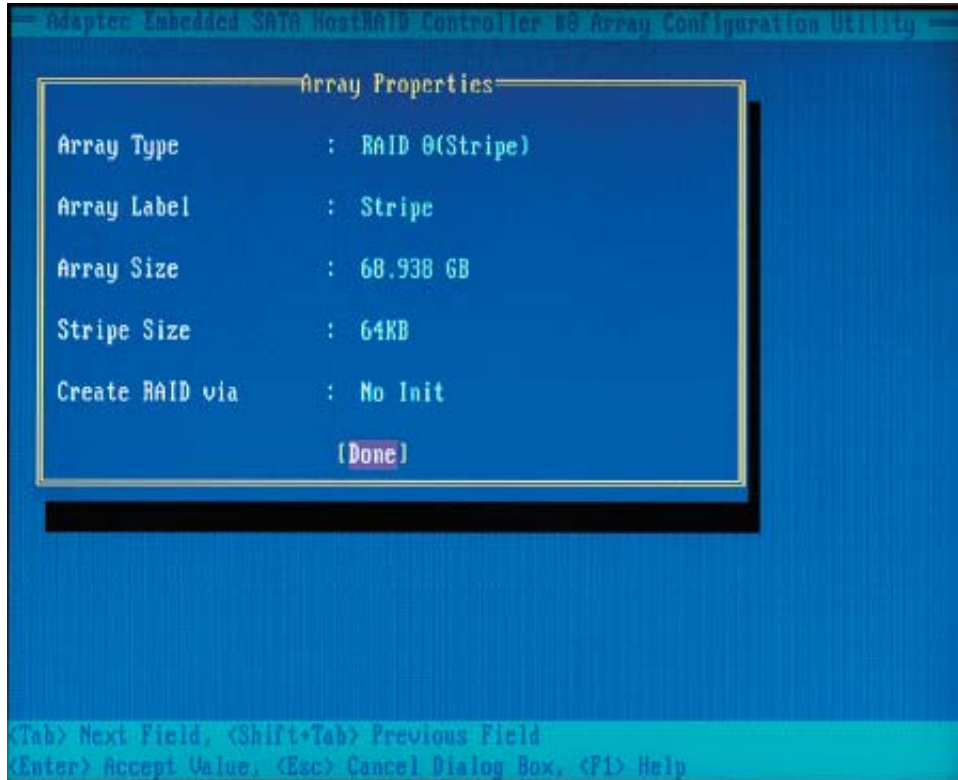 Adaptec Embedded SATA HostRAID Controller #0 Array Configuration Utility
Array Properties
Array Type : RAID 0(Stripe)
Array Label : Stripe
Array Size : 68.938 GB
Stripe Size : 64KB
Create RAID via : No Init
[Done]
<Tab> Next Field, <Shift+Tab> Previous Field
<Enter> Accept Value, <Esc> Cancel Dialog Box, <F1> Help